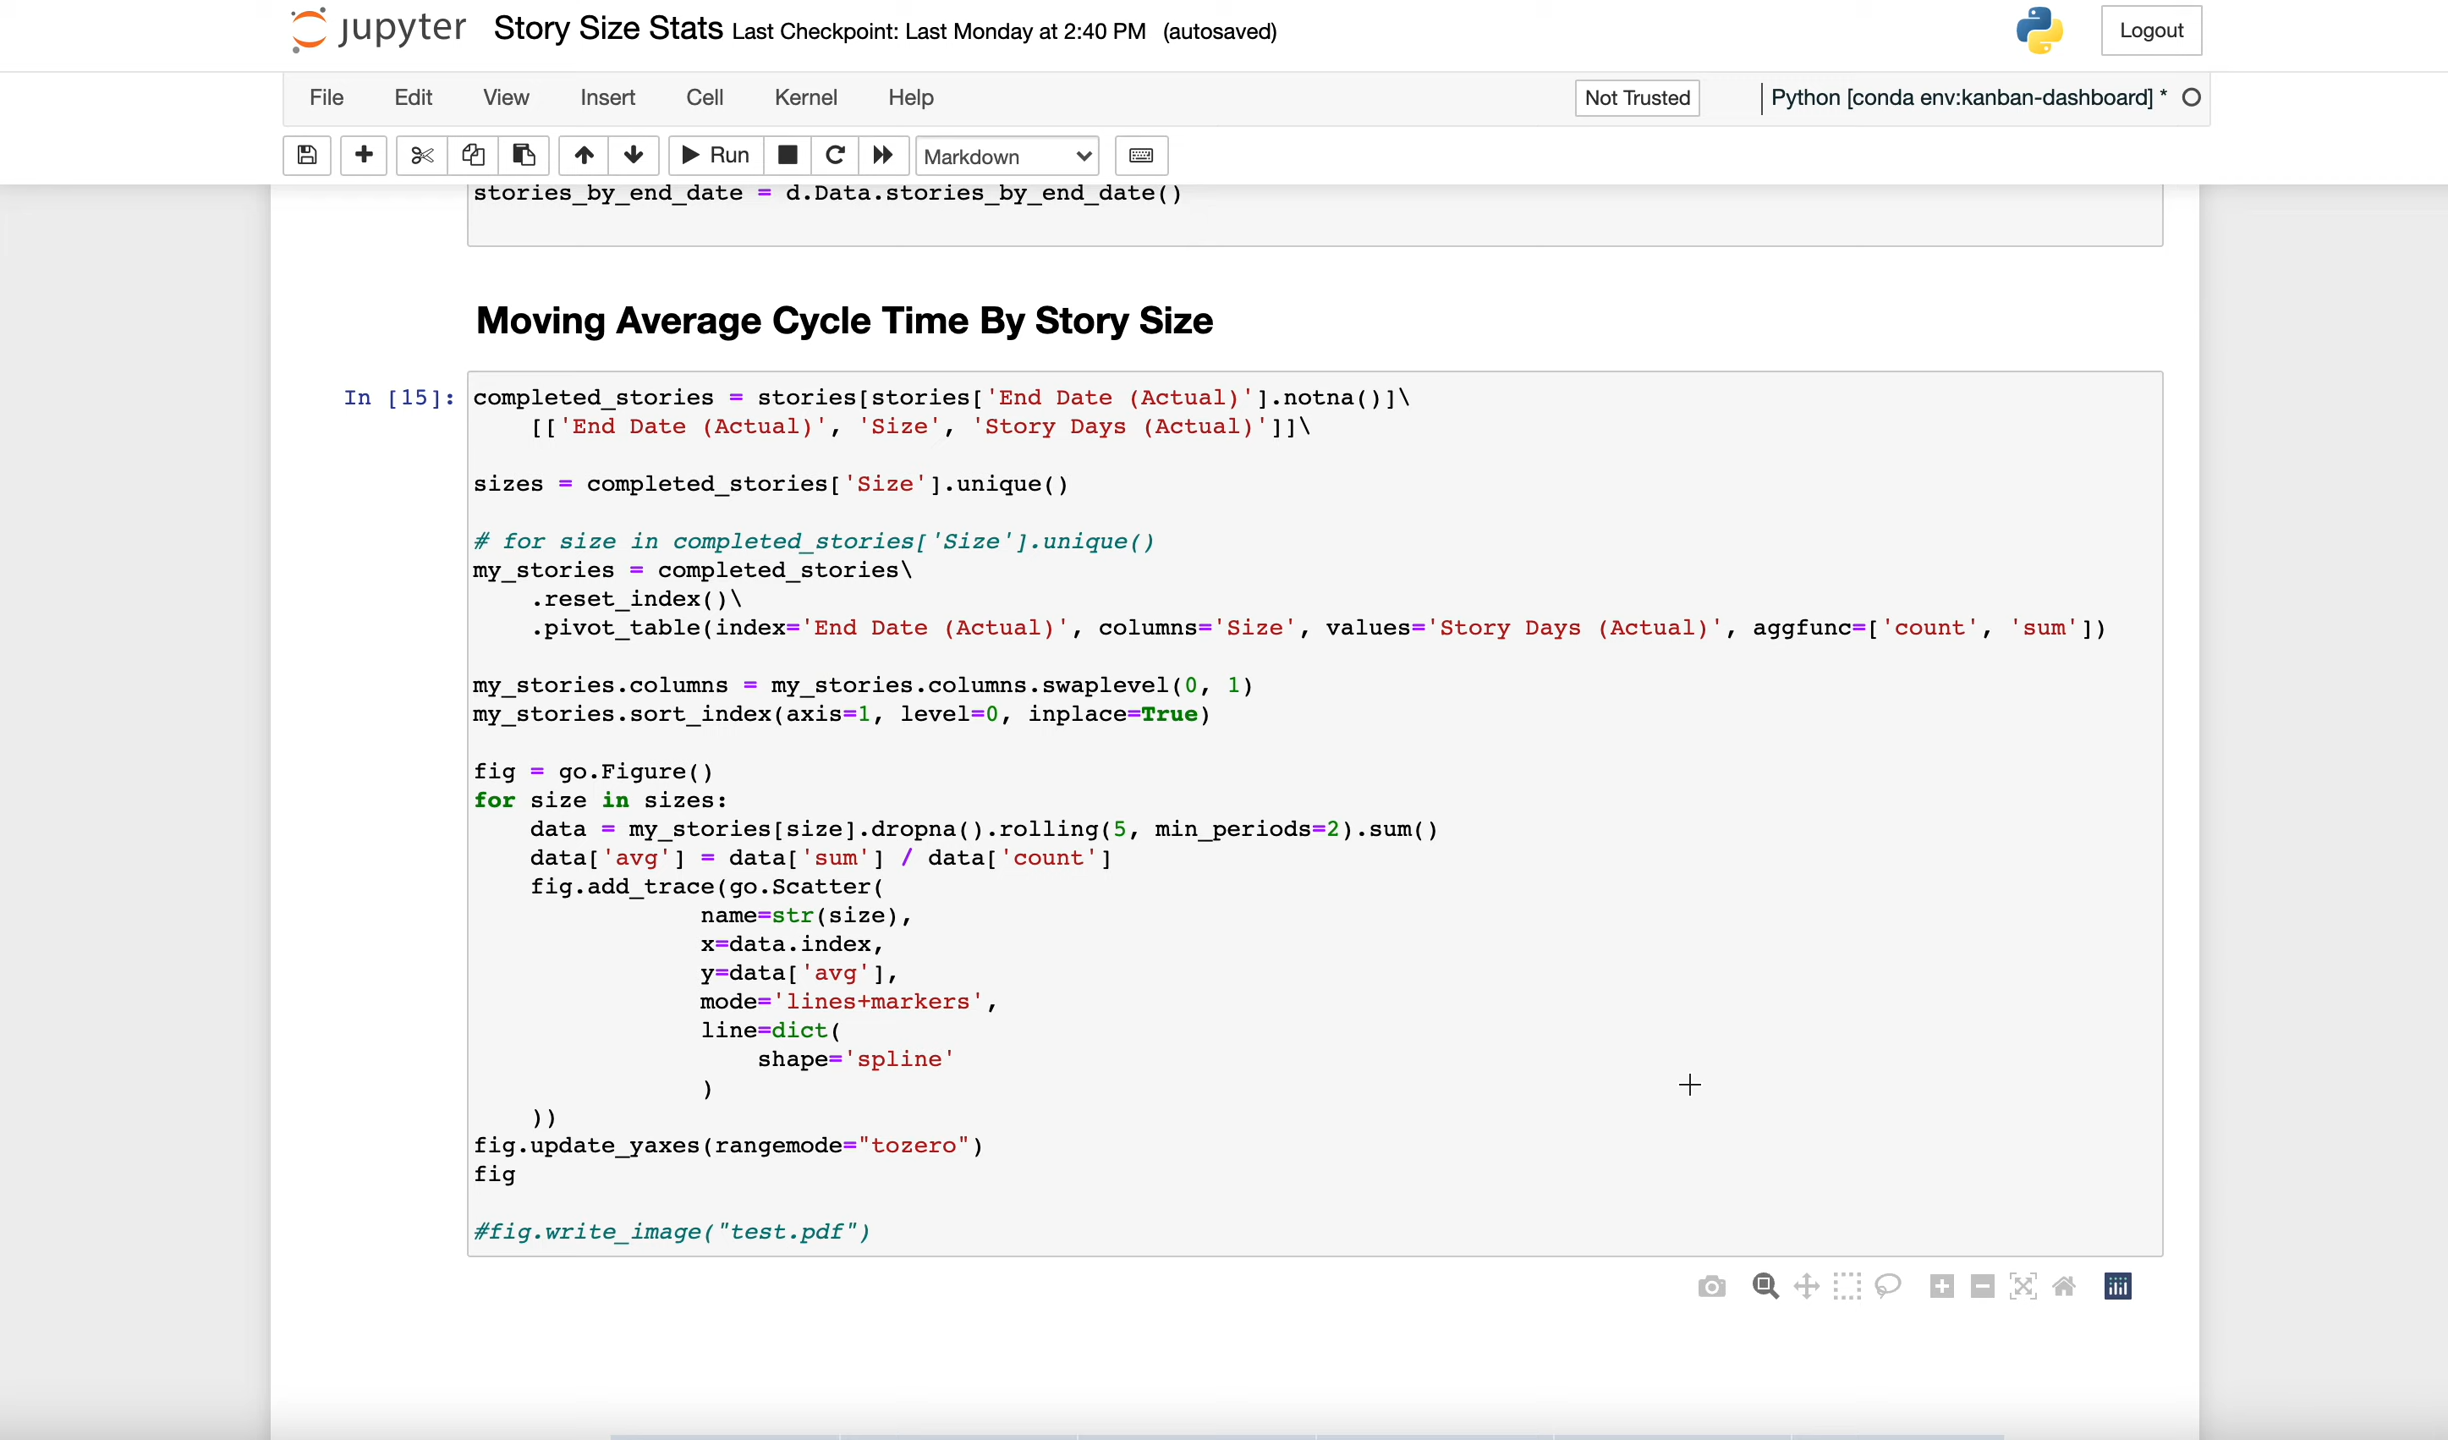 jupyter Story Size Stats Last Checkpoint: Last Monday at 2:40 PM (autosaved) Logout
File Edit View Insert Cell Kernel Help Not Trusted Python [conda env:kanban-dashboard] *
Run Markdown
stories_by_end_date = d.Data.stories_by_end_date()
Moving Average Cycle Time By Story Size
In [15]: completed_stories = stories[stories['End Date (Actual)'].notna()]\
[['End Date (Actual)', 'Size', 'Story Days (Actual)']]\
sizes = completed_stories['Size'].unique()
# for size in completed_stories['Size'].unique()
my_stories = completed_stories\
.reset_index()\
.pivot_table(index='End Date (Actual)', columns='Size', values='Story Days (Actual)', aggfunc=['count', 'sum'])
my_stories.columns = my_stories.columns.swaplevel(0, 1)
my_stories.sort_index(axis=1, level=0, inplace=True)
fig = go.Figure()
for size in sizes:
data = my_stories[size].dropna().rolling(5, min_periods=2).sum()
data['avg'] = data['sum'] / data['count']
fig.add_trace(go.Scatter(
name=str(size),
x=data.index,
y=data['avg'],
mode='lines+markers',
line=dict(
shape='spline'
)
))
fig.update_yaxes(rangemode="tozero")
fig
#fig.write_image("test.pdf")